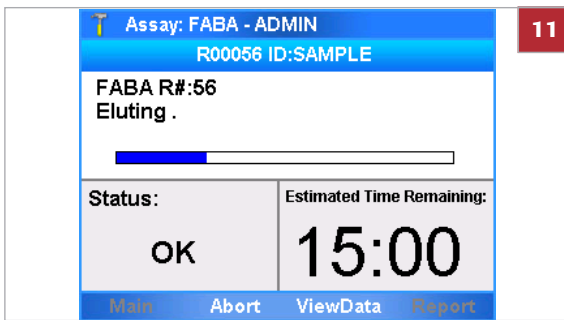 Assay: FABA - ADMIN
11
R00056 ID:SAMPLE
FABA R#:56
Eluting .
Status:
OK
Estimated Time Remaining:
15:00
Main Abort ViewData Report